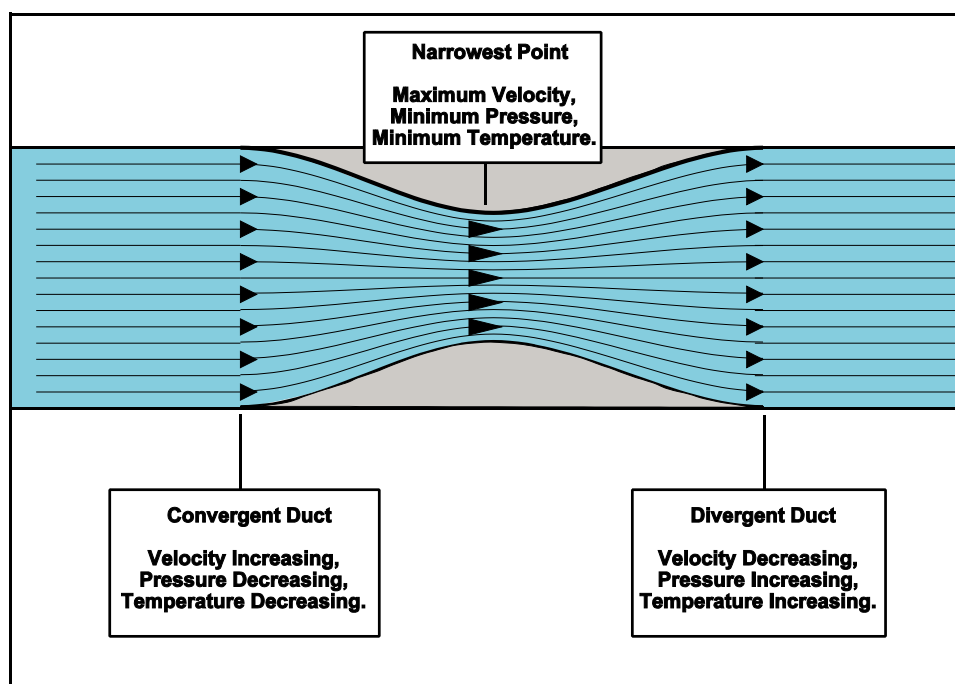 Narrowest Point
Maximum Velocity,
Minimum Pressure,
Minimum Temperature.
Convergent Duct
Velocity Increasing,
Pressure Decreasing,
Temperature Decreasing.
Divergent Duct
Velocity Decreasing,
Pressure Increasing,
Temperature Increasing.